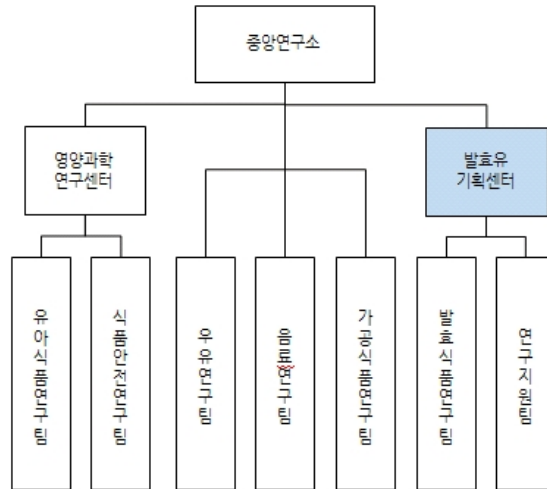 중앙연구소
영양과학
연구센터
발효유
기획센터
유아식품연구팀
식품안전연구팀
우유연구팀
음료연구팀
가공식품연구팀
발효식품연구팀
연구지원팀